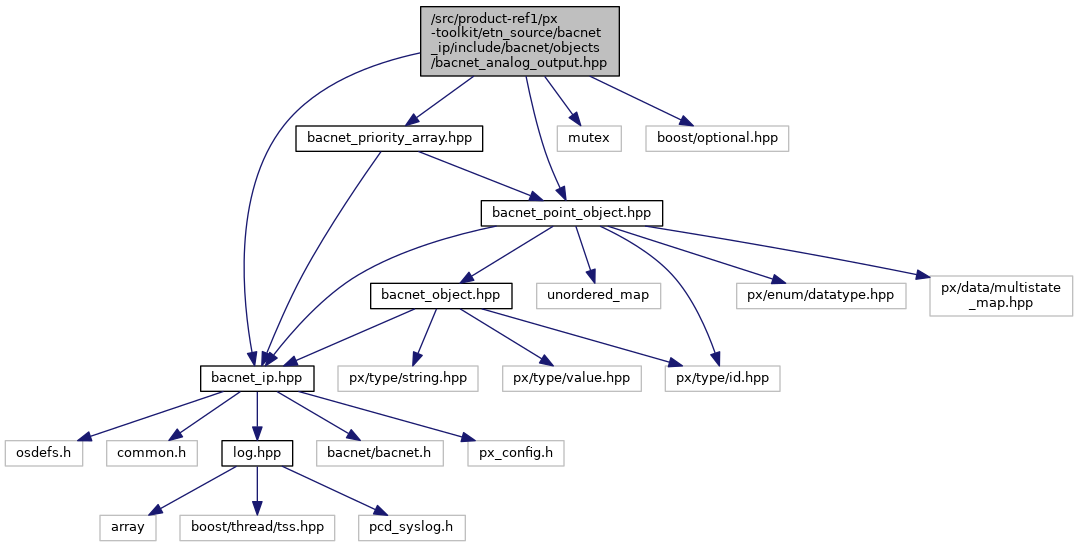 /src/product-ref1/px
-toolkit/etn_source/bacnet
_ip/include/bacnet/objects
/bacnet_analog_output.hpp
bacnet_priority_array.hpp
mutex
boost/optional.hpp
bacnet_point_object.hpp
bacnet_object.hpp
unordered_map
px/enum/datatype.hpp
px/data/multistate
_map.hpp
bacnet_ip.hpp
px/type/string.hpp
px/type/value.hpp
px/type/id.hpp
osdefs.h
common.h
log.hpp
bacnet/bacnet.h
px_config.h
array
boost/thread/tss.hpp
pcd_syslog.h